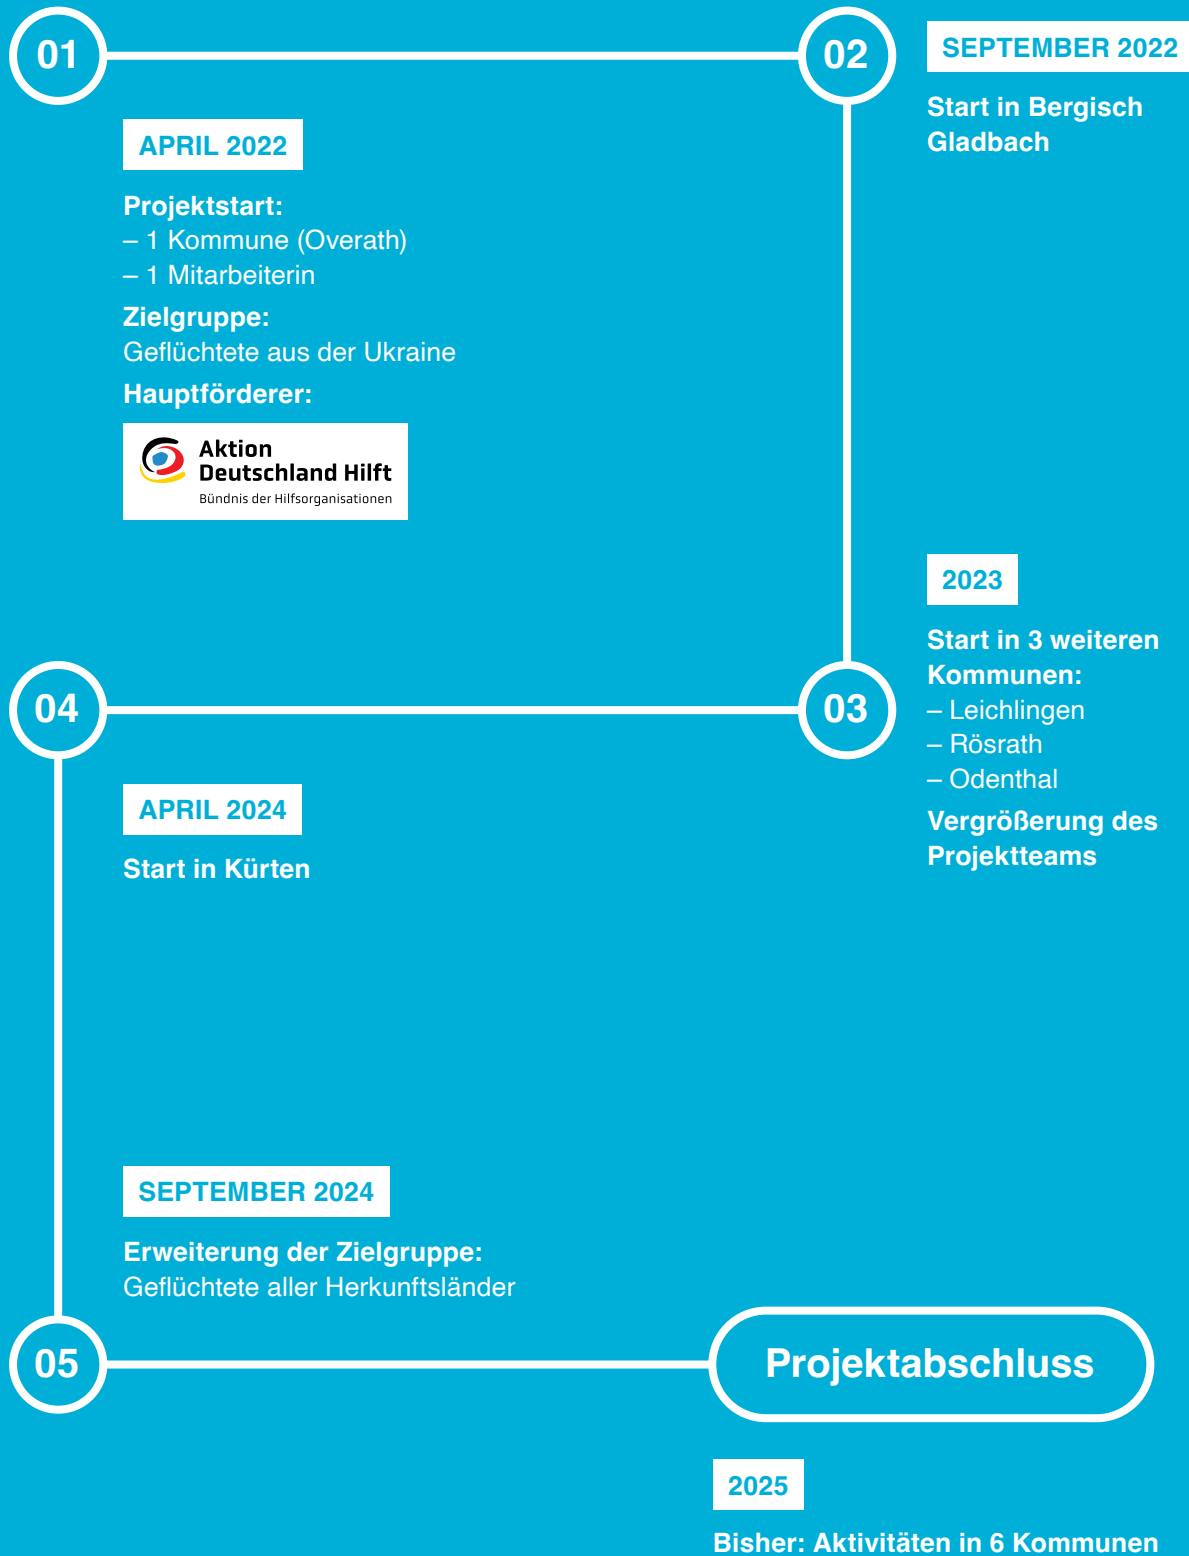 01
APRIL 2022
Projektstart:
– 1 Kommune (Overath)
– 1 Mitarbeiterin
Zielgruppe:
Geflüchtete aus der Ukraine
Hauptförderer:
Aktion
Deutschland Hilft
Bündnis der Hilfsorganisationen
02
SEPTEMBER 2022
Start in Bergisch
Gladbach
03
2023
Start in 3 weiteren
Kommunen:
– Leichlingen
– Rösrath
– Odenthal
Vergrößerung des
Projektteams
04
APRIL 2024
Start in Kürten
05
SEPTEMBER 2024
Erweiterung der Zielgruppe:
Geflüchtete aller Herkunftsländer
Projektabschluss
2025
Bisher: Aktivitäten in 6 Kommunen